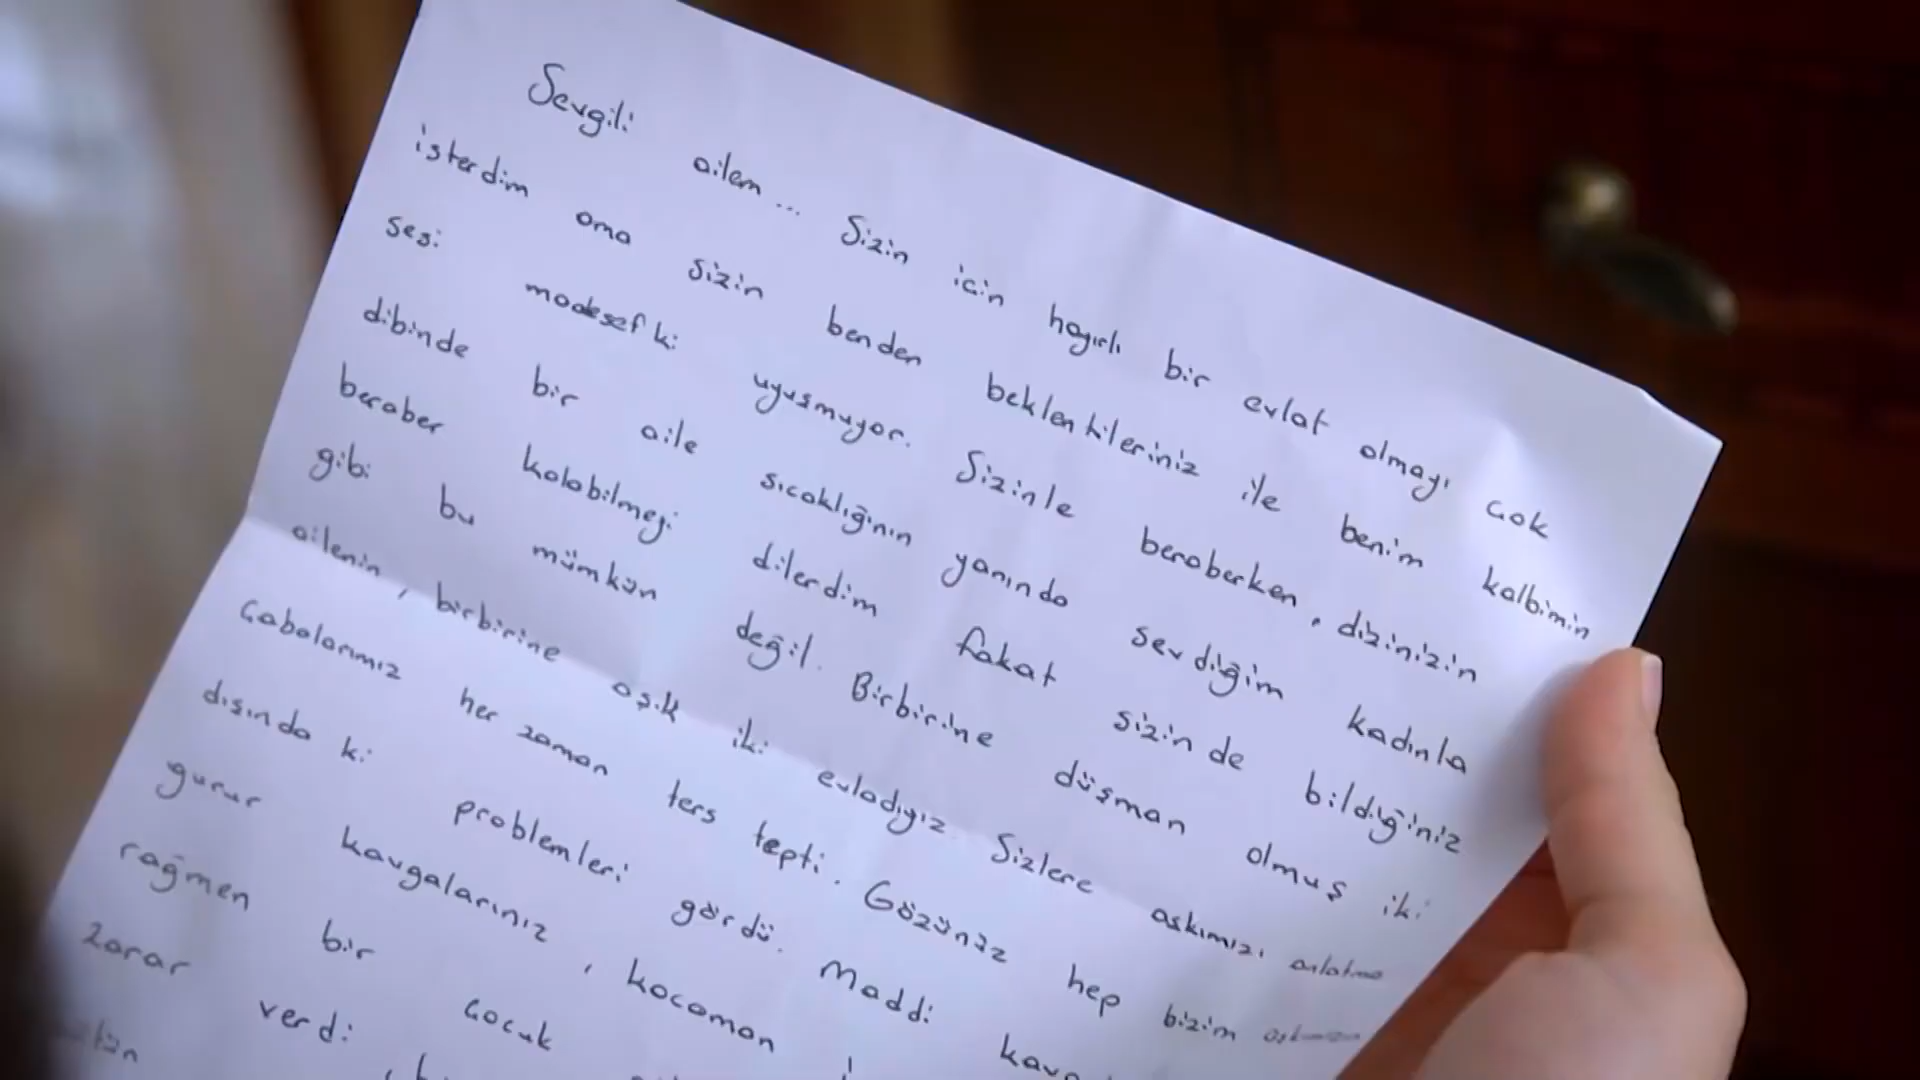 Sevgili ailem... Sizin için hayırlı bir evlat olmayı çok
isterdim ama sizin benden beklentileriniz ile benim kalbimin
sesi maalesef ki uyuşmuyor. Sizinle beraberken, dizinizin
dibinde bir aile sıcaklığının yanında sevdiğim kadınla
beraber kalabilmeyi dilerdim fakat sizin de bildiğiniz
gibi bu mümkün değil. Birbirine düşman olmuş iki
ailenin, birbirine aşık iki evladıyız. Sizlere aşkımızı anlatma
Çabalarımız her zaman ters tepti. Gözünüz hep bizim
dışında ki problemleri gördü. Maddi
gurur kavgalarınız, kocaman
rağmen bir çocuk
zarar verdi